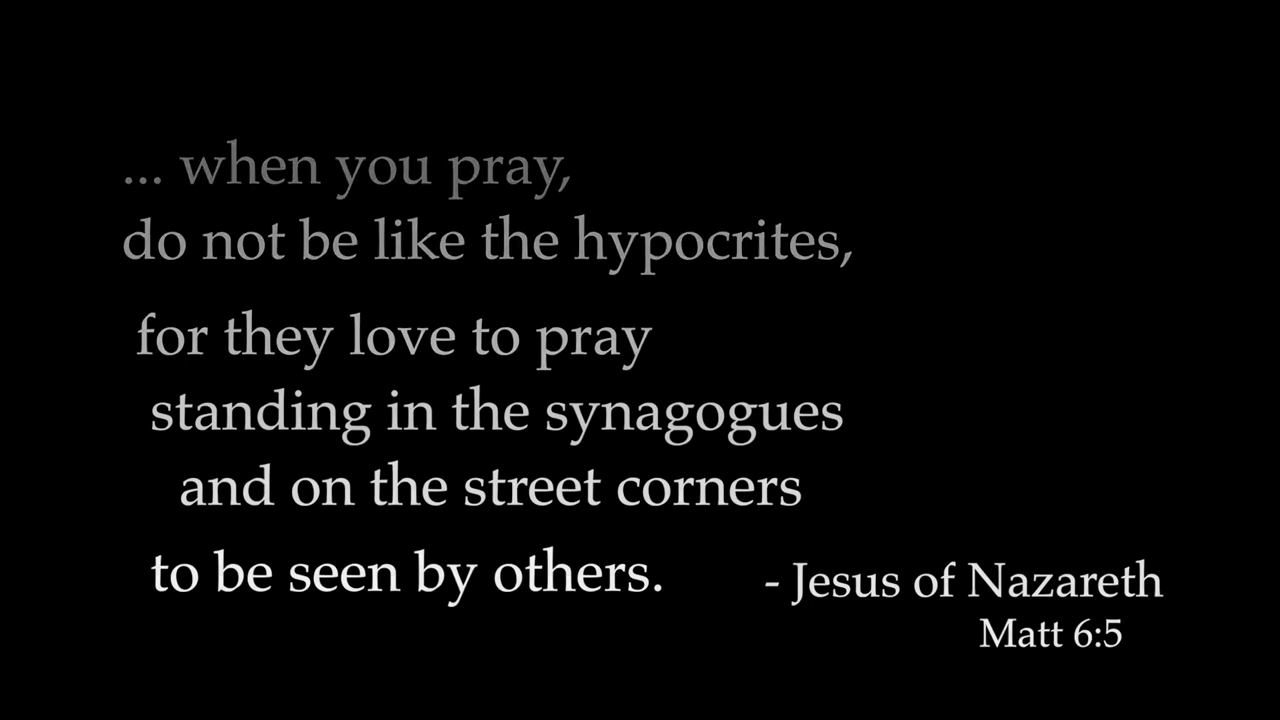 ... when you pray,
do not be like the hypocrites,
for they love to pray
standing in the synagogues
and on the street corners
to be seen by others.
- Jesus of Nazareth
Matt 6:5